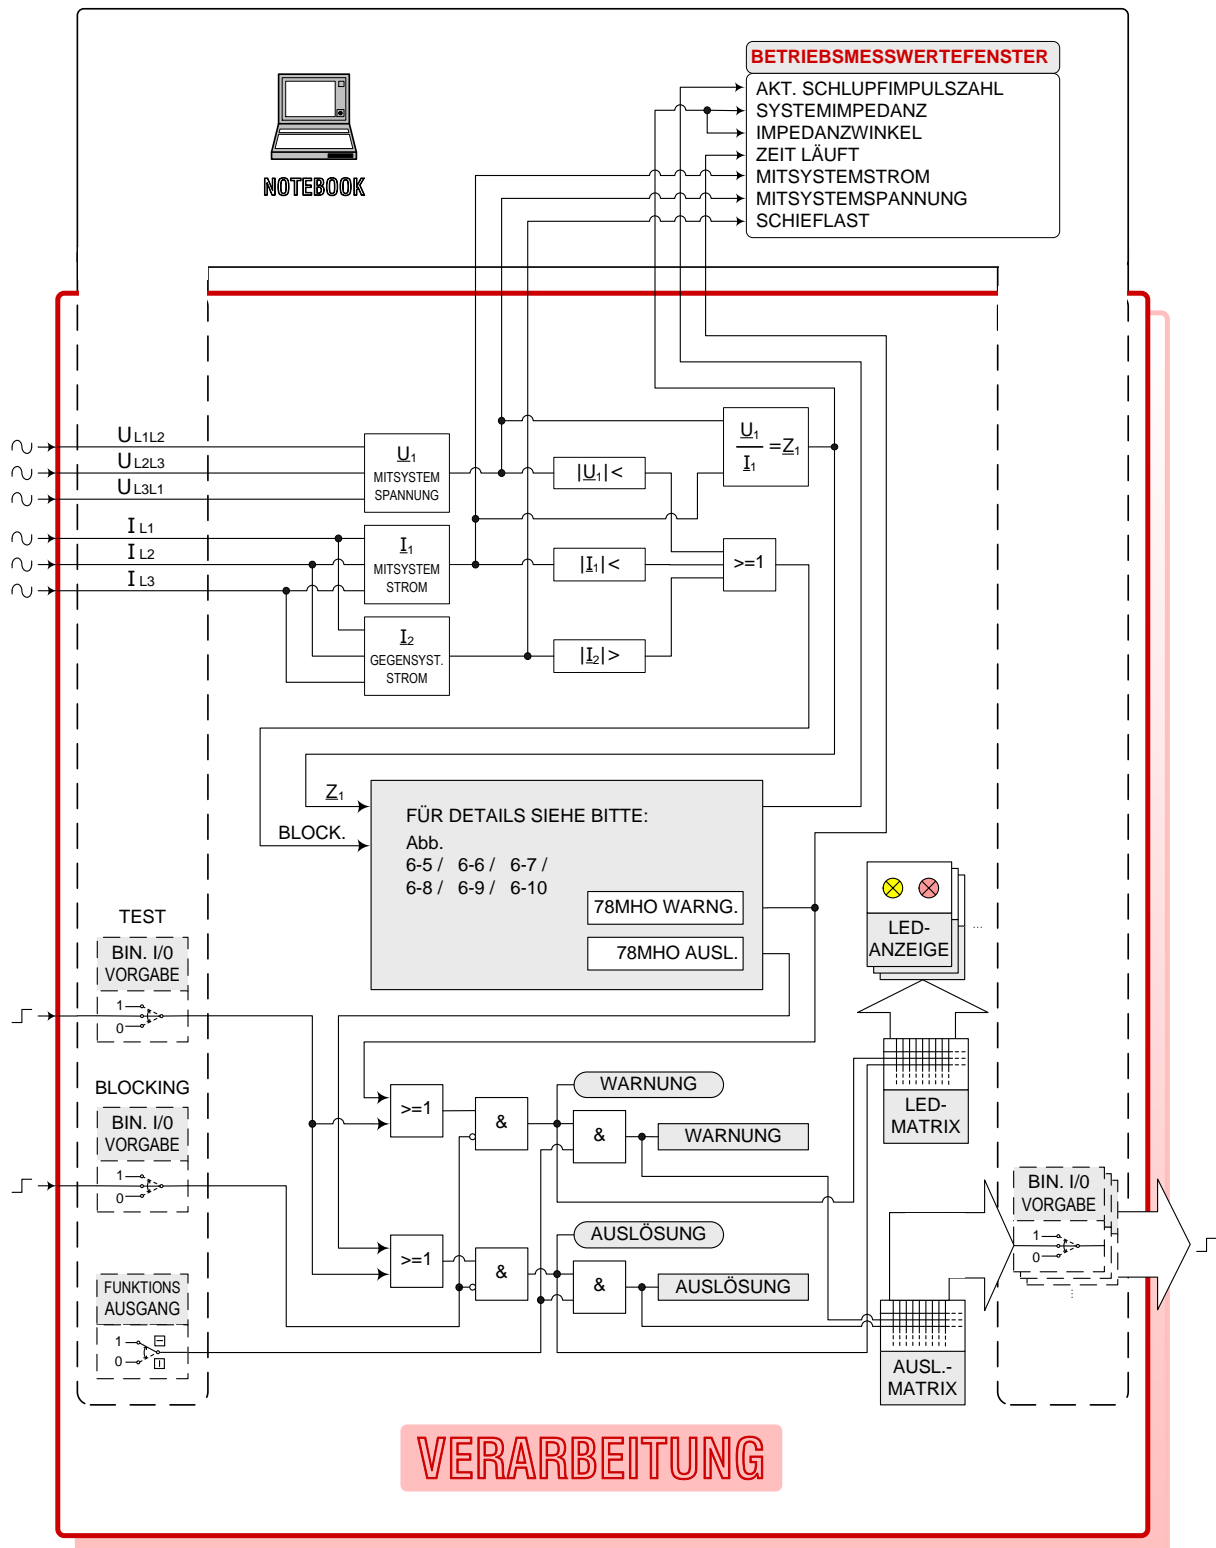 BETRIEBSMESSWERTEFENSTER
AKT. SCHLUPFIMPULSZAHL
SYSTEMIMPEDANZ
IMPEDANZWINKEL
ZEIT LÄUFT
MITSYSTEMSTROM
MITSYSTEMSPANNUNG
SCHIEFLAST
NOTEBOOK
UL1L2
UL2L3
UL3L1
IL1
IL2
IL3
U1
MITSYSTEM
SPANNUNG
I1
MITSYSTEM
STROM
I2
GEGENSYST.
STROM
|U1|<
|I1|<
|I2|>
U1
I1
=Z1
>=1
Z1
BLOCK.
FÜR DETAILS SIEHE BITTE:
Abb.
6-5 / 6-6 / 6-7 /
6-8 / 6-9 / 6-10
78MHO WARNG.
78MHO AUSL.
LED-
ANZEIGE
...
TEST
BIN. I/0
VORGABE
1
0
BLOCKING
BIN. I/0
VORGABE
1
0
FUNKTIONS
AUSGANG
1
0
>=1
&
&
WARNUNG
WARNUNG
>=1
&
&
AUSLÖSUNG
AUSLÖSUNG
LED-
MATRIX
AUSL.-
MATRIX
BIN. I/0
VORGABE
1
0
...
VERARBEITUNG